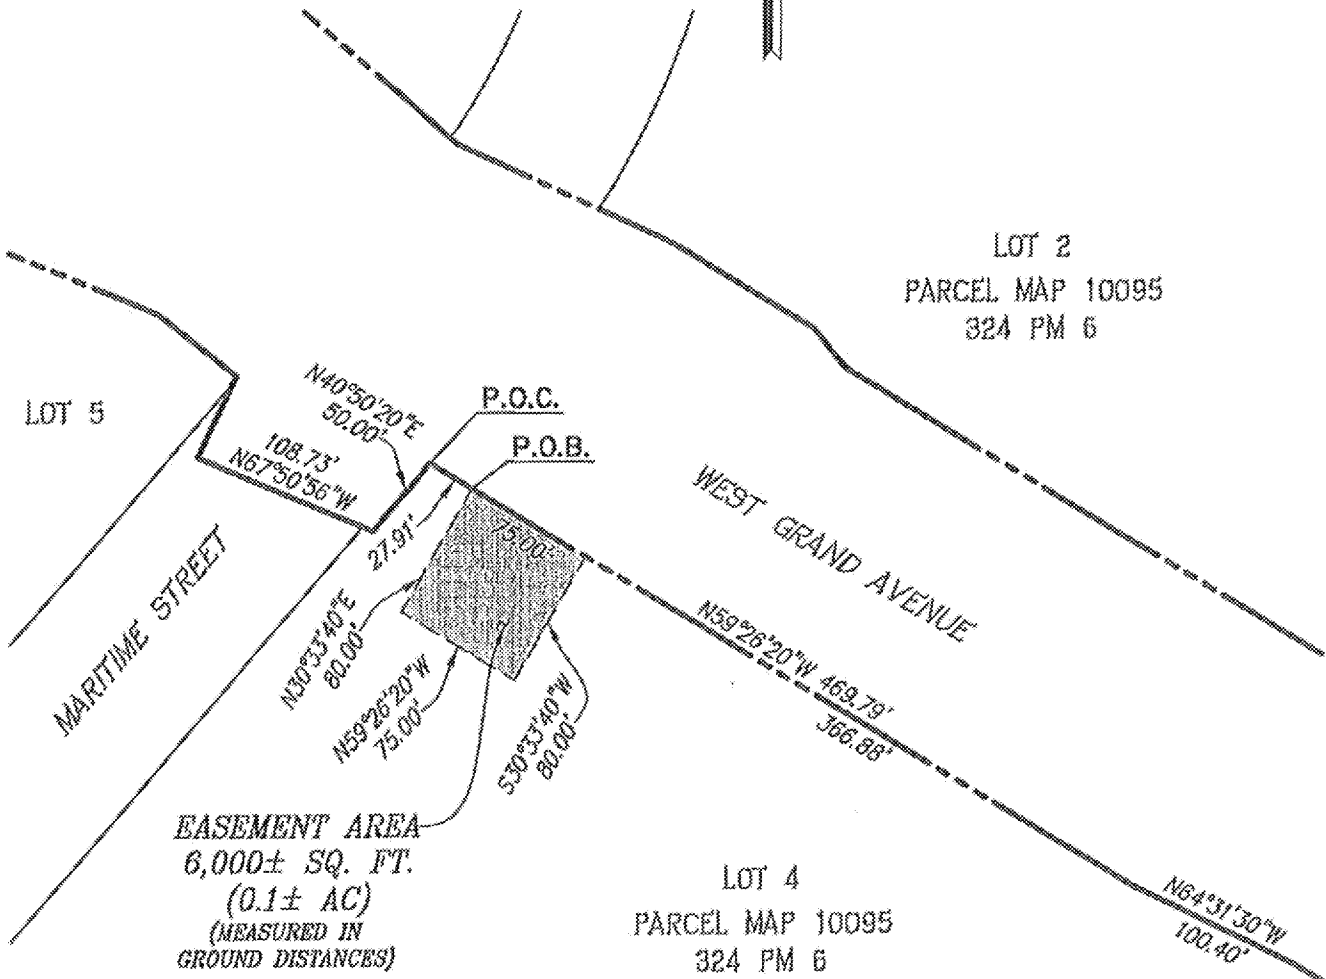 LOT 2
PARCEL MAP 10095
324 PM 6
LOT 5
N40°50'20"E
50.00'
P.O.C.
P.O.B.
108.73'
N67°50'56"W
27.91'
75.00'
WEST GRAND AVENUE
MARITIME STREET
N30°33'40"E
80.00'
N59°26'20"W
75.00'
S30°33'40"W
80.00'
N59°26'20"W 469.79'
366.88'
EASEMENT AREA
6,000± SQ. FT.
(0.1± AC)
(MEASURED IN
GROUND DISTANCES)
LOT 4
PARCEL MAP 10095
324 PM 6
N64°31'30"W
100.40'